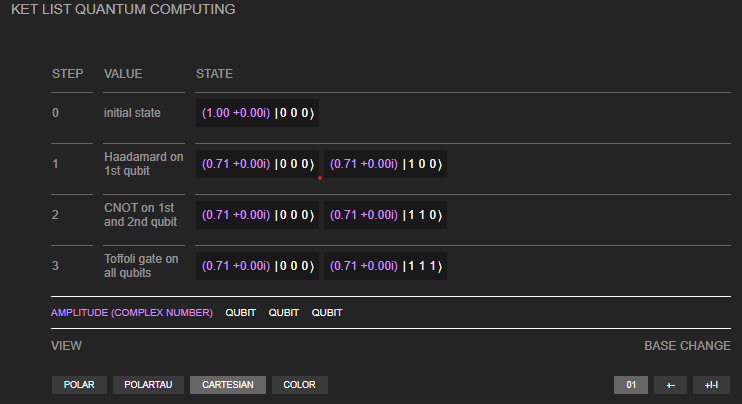 KET LIST QUANTUM COMPUTING
STEP VALUE STATE
0 initial state (1.00 +0.00i) |0 0 0⟩
1 Haadamard on
1st qubit (0.71 +0.00i) |0 0 0⟩ (0.71 +0.00i) |1 0 0⟩
2 CNOT on 1st
and 2nd qubit (0.71 +0.00i) |0 0 0⟩ (0.71 +0.00i) |1 1 0⟩
3 Toffoli gate on
all qubits (0.71 +0.00i) |0 0 0⟩ (0.71 +0.00i) |1 1 1⟩
AMPLITUDE (COMPLEX NUMBER) QUBIT QUBIT QUBIT
VIEW BASE CHANGE
POLAR POLARTAU CARTESIAN COLOR 01 +- +I-I